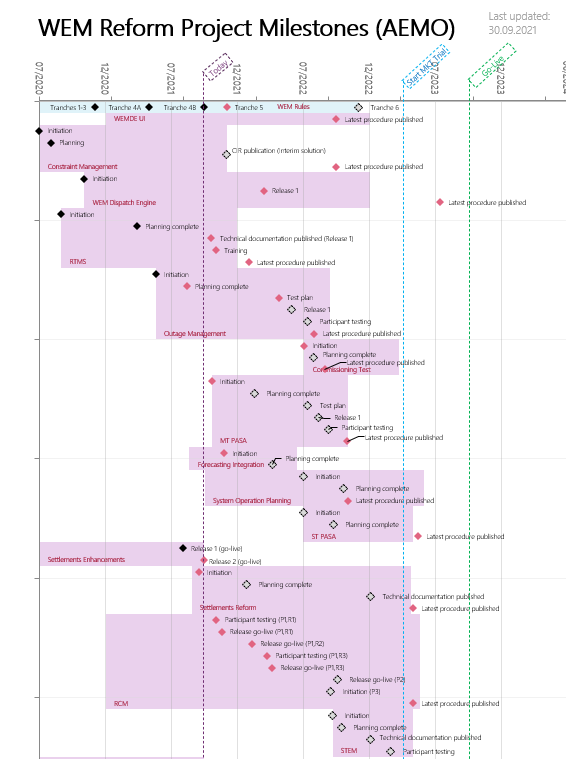 WEM Reform Project Milestones (AEMO)
Last updated:
30.09.2021
07/2020
12/2020
07/2021
12/2021
07/2022
12/2022
07/2023
12/2023
Today
Start Mkt Trial
Go-Live
Tranches 1-3
Tranche 4A
Tranche 4B
Tranche 5
WEM Rules
Tranche 6
WEMDE UI
Latest procedure published
Initiation
Planning
CIR publication (interim solution)
Constraint Management
Latest procedure published
Initiation
Release 1
WEM Dispatch Engine
Latest procedure published
Initiation
Planning complete
Technical documentation published (Release 1)
Training
RTMS
Latest procedure published
Initiation
Planning complete
Test plan
Release 1
Participant testing
Outage Management
Latest procedure published
Initiation
Planning complete
Latest procedure published
Commissioning Test
Initiation
Planning complete
Test plan
Release 1
Participant testing
MT PASA
Latest procedure published
Initiation
Planning complete
Forecasting Integration
Initiation
Planning complete
System Operation Planning
Latest procedure published
Initiation
Planning complete
ST PASA
Latest procedure published
Release 1 (go-live)
Settlements Enhancements
Release 2 (go-live)
Initiation
Planning complete
Technical documentation published
Settlements Reform
Latest procedure published
Participant testing (P1,R1)
Release go-live (P1,R1)
Release go-live (P1,R2)
Participant testing (P1,R3)
Release go-live (P1,R3)
Release go-live (P2)
Initiation (P3)
RCM
Latest procedure published
Initiation
Planning complete
Technical documentation published
STEM
Participant testing